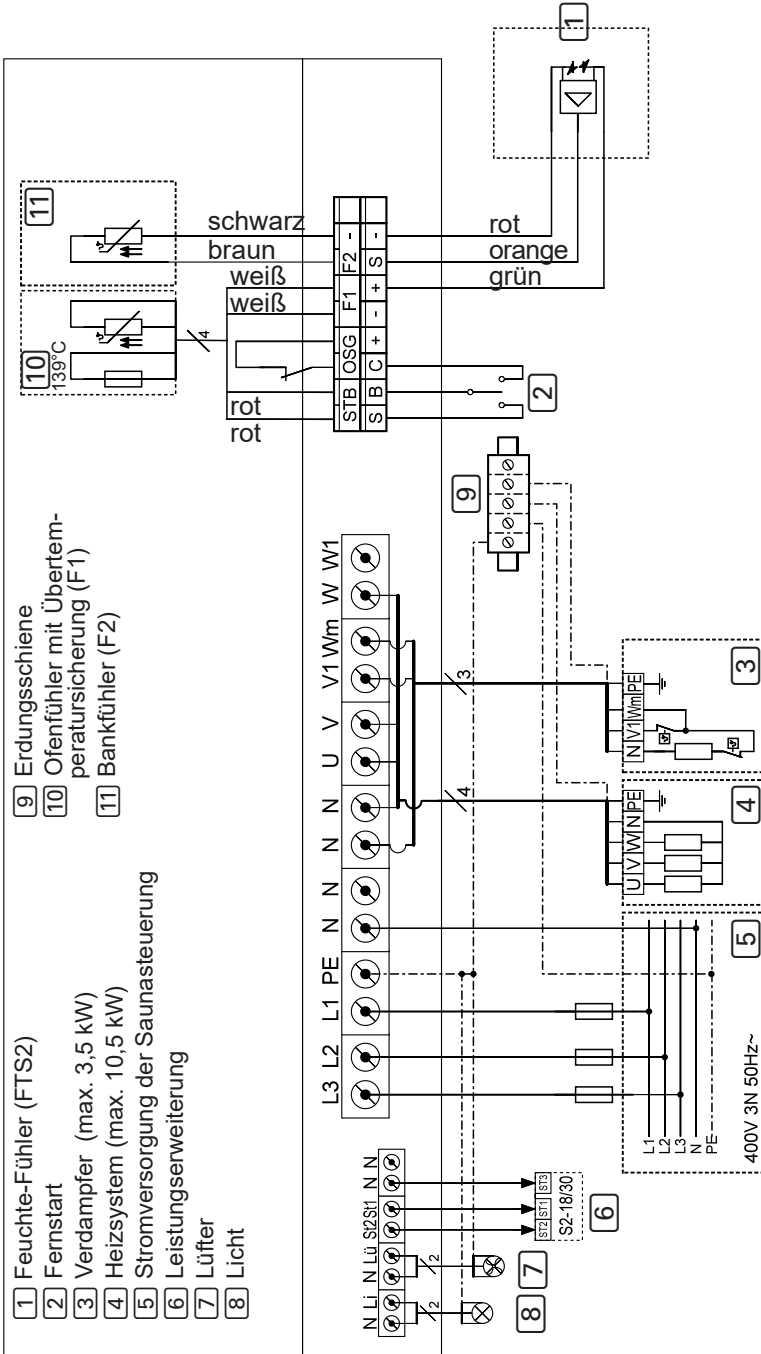 1 Feuchte-Fühler (FTS2)
2 Fernstart
3 Verdampfer (max. 3,5 kW)
4 Heizsystem (max. 10,5 kW)
5 Stromversorgung der Saunasteuerung
6 Leistungserweiterung
7 Lüfter
8 Licht
9 Erdungsschiene
10 Ofenfühler mit Übertem-
peratursicherung (F1)
11 Bankfühler (F2)
10
139°C
11
4
rot
rot
weiß
weiß
braun
schwarz
STB OSG F1 F2 -
S B C + - + S -
grün
orange
rot
2
1
N Li N Lü St2 St1 N N
L3 L2 L1 PE N N N N U V V1 Wm W W1
9
2
2
4
3
8
7
ST2 ST1 ST3
S2-18/30
6
L1
L2
L3
N
PE
400V 3N 50Hz~
5
U V W N PE
4
N V1 Wm PE
3